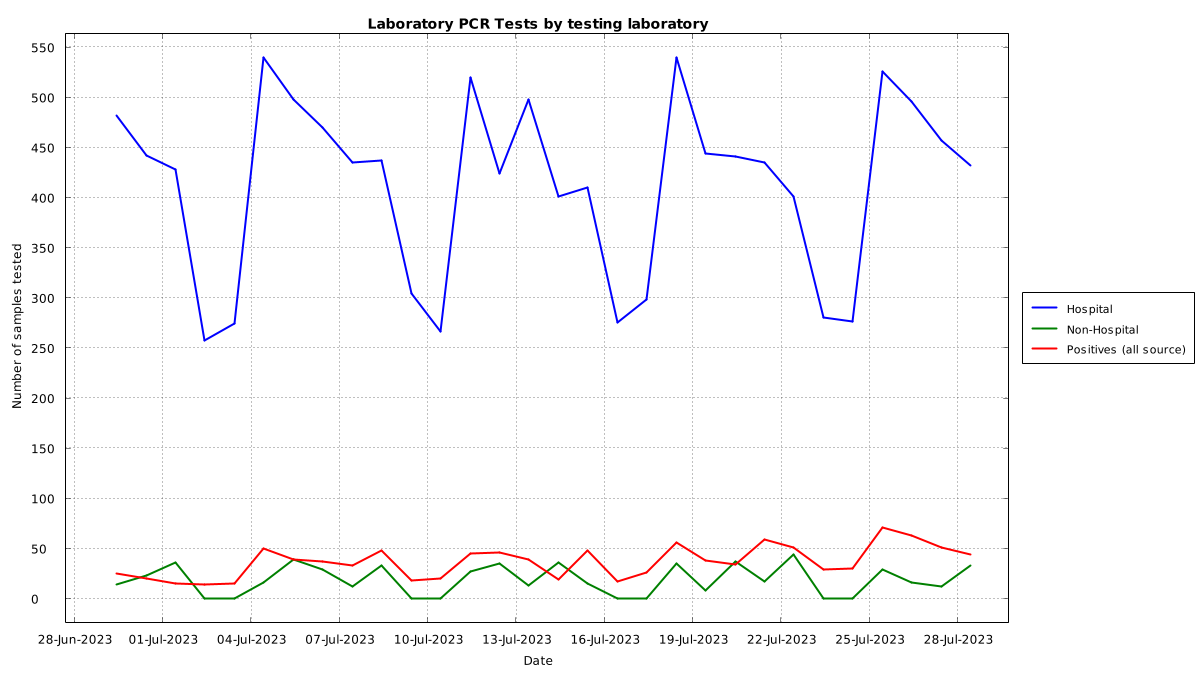 Laboratory PCR Tests by testing laboratory
550
500
450
400
350
300
250
200
150
100
50
0
Number of samples tested
28-Jun-2023 01-Jul-2023 04-Jul-2023 07-Jul-2023 10-Jul-2023 13-Jul-2023 16-Jul-2023 19-Jul-2023 22-Jul-2023 25-Jul-2023 28-Jul-2023
Date
Hospital
Non-Hospital
Positives (all source)